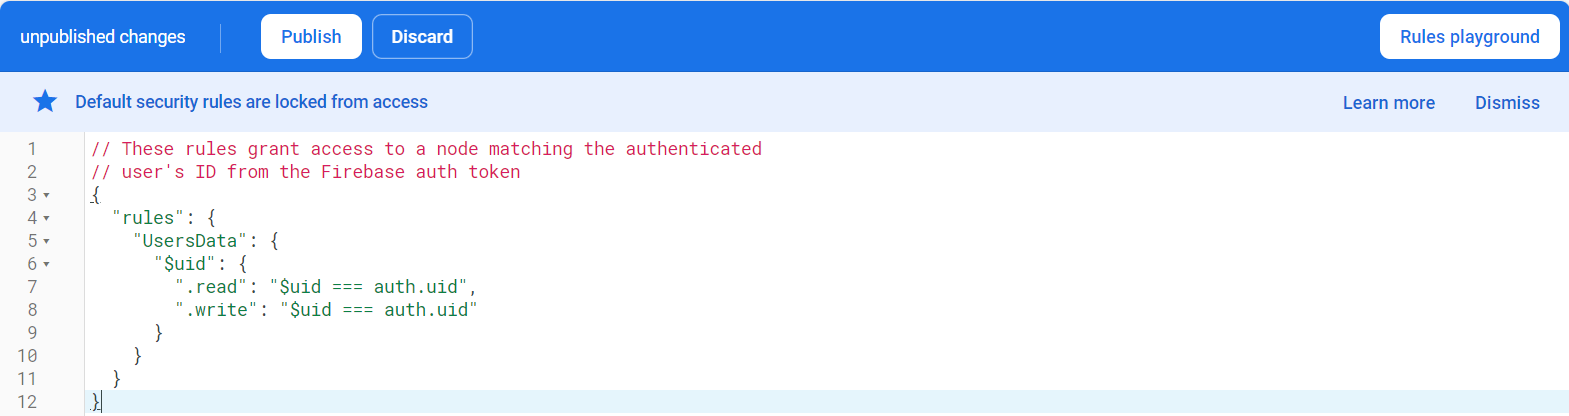 unpublished changes Publish Discard Rules playground
Default security rules are locked from access Learn more Dismiss
1 // These rules grant access to a node matching the authenticated
2 // user's ID from the Firebase auth token
3 {
4 "rules": {
5 "UsersData": {
6 "$uid": {
7 ".read": "$uid === auth.uid",
8 ".write": "$uid === auth.uid"
9 }
10 }
11 }
12 }